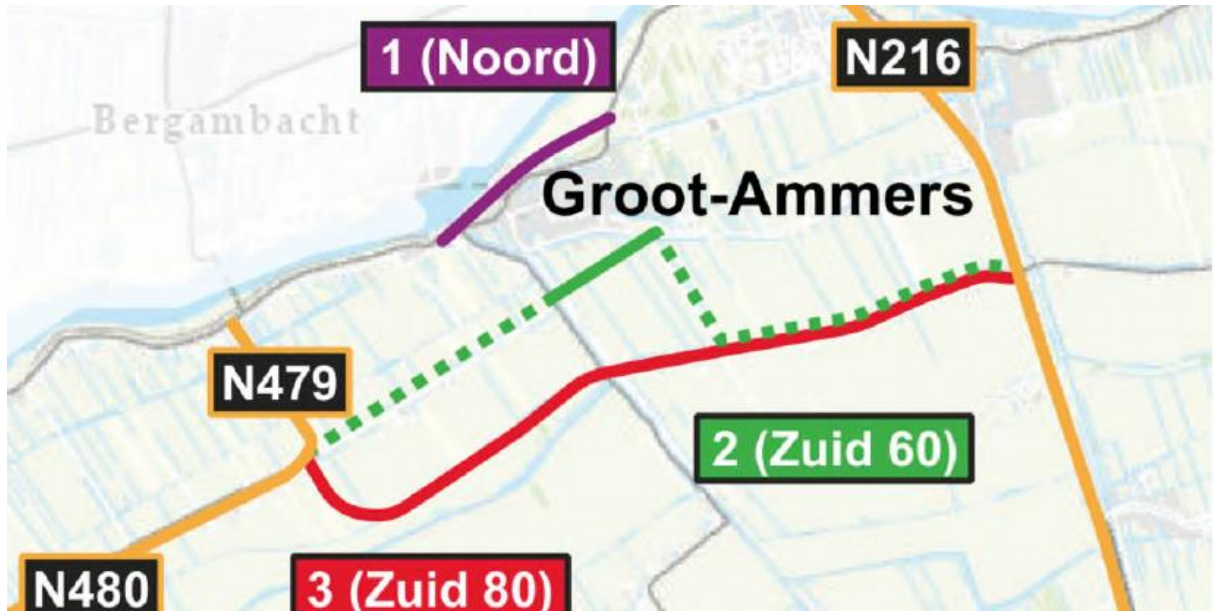 1 (Noord)
N216
Bergambacht
Groot-Ammers
N479
2 (Zuid 60)
N480
3 (Zuid 80)